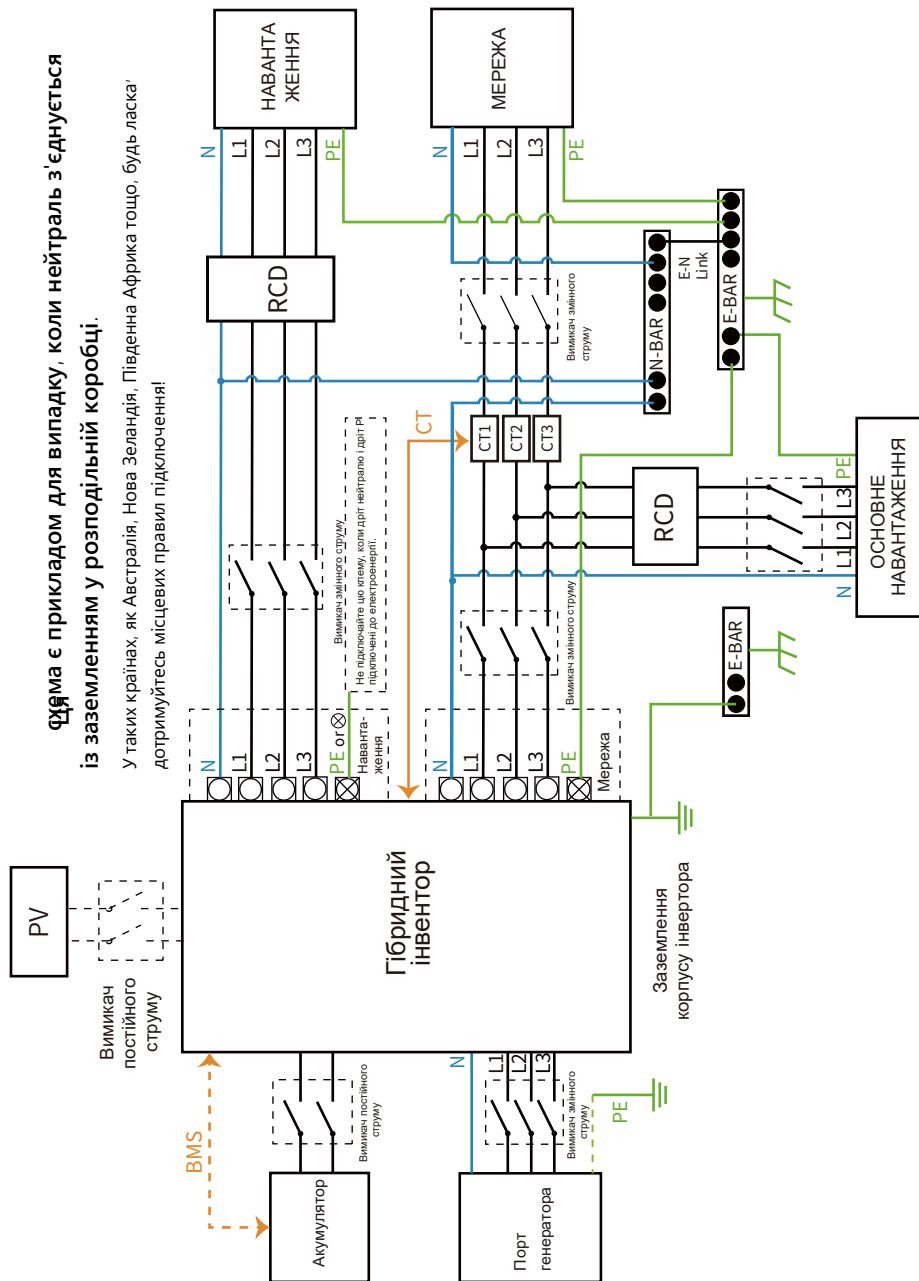 Ця
схема є прикладом для випадку, коли нейтраль з'єднується
із заземленням у розподільній коробці.
У таких країнах, як Австралія, Нова Зеландія, Південна Африка тощо, будь ласка'
дотримуйтесь місцевих правил підключення!
PV
Вимикач
постійного
струму
BMS
Акумулятор
Вимикач постійного
струму
Порт
генератора
N
L1
L2
L3
PE
Вимикач змінного
струму
Гібридний
інвентор
Заземлення
корпусу інвертора
N
L1
L2
L3
PE or
Наванта-
ження
Вимикач змінного струму
Не підключайте цю клему, коли дріт нейтралю і дріт
підключені до електроенергії.
RCD
N
L1
L2
L3
PE
НАВАНТА
ЖЕННЯ
CT
N
L1
L2
L3
PE
Мережа
Вимикач змінного струму
CT1
CT2
CT3
Вимикач змінного
струму
N
L1
L2
L3
PE
МЕРЕЖА
N-BAR
E-N
Link
E-BAR
RCD
N
L1
L2
L3
PE
ОСНОВНЕ
НАВАНТАЖЕННЯ
E-BAR